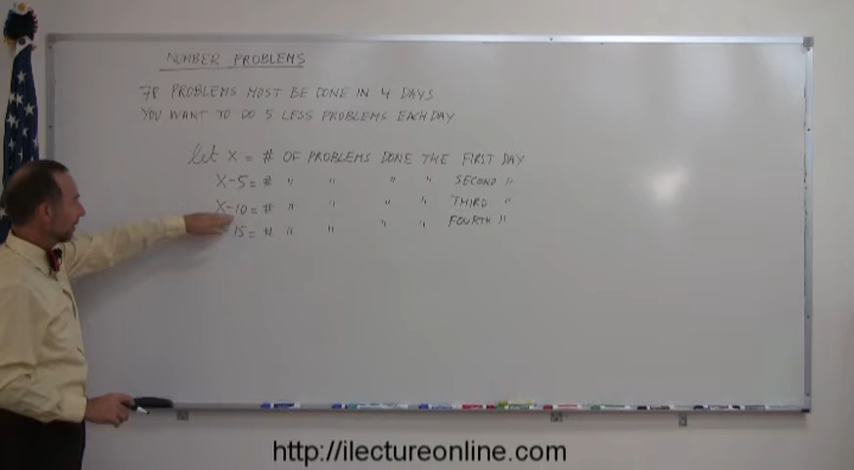 NUMBER PROBLEMS
78 PROBLEMS MUST BE DONE IN 4 DAYS
YOU WANT TO DO 5 LESS PROBLEMS EACH DAY
Let X = # OF PROBLEMS DONE THE FIRST DAY
X-5 = # " " " " SECOND "
X-10 = # " " " " THIRD "
15 = # " " " " FOURTH "
http://ilectureonline.com